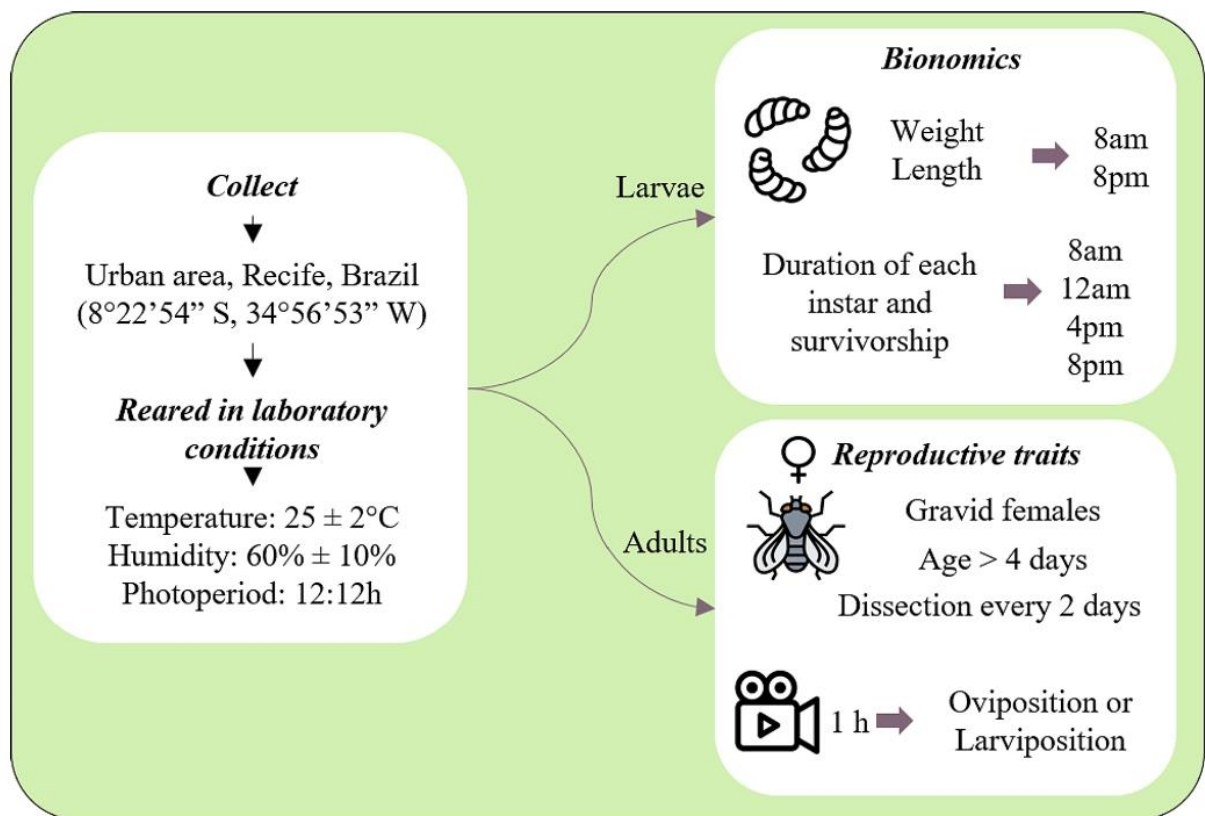 Collect
Urban area, Recife, Brazil
(8°22’54” S, 34°56’53” W)
Reared in laboratory
conditions
Temperature: 25 ± 2°C
Humidity: 60% ± 10%
Photoperiod: 12:12h
Larvae
Adults
Bionomics
Weight
Length
8am
8pm
Duration of each
instar and
survivorship
8am
12am
4pm
8pm
Reproductive traits
Gravid females
Age > 4 days
Dissection every 2 days
1 h
Oviposition or
Larviposition